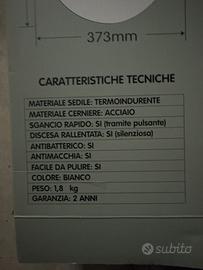 373mm
CARATTERISTICHE TECNICHE
MATERIALE SEDILE: TERMOINDURENTE
MATERIALE CERNIERE: ACCIAIO
SGANCIO RAPIDO: SI (tramite pulsante)
DISCESA RALLENTATA: SI (silenziosa)
ANTIBATTERICO: SI
ANTIMACCHIA: SI
FACILE DA PULIRE: SI
COLORE: BIANCO
PESO: 1,8 kg
GARANZIA: 2 ANNI
subito